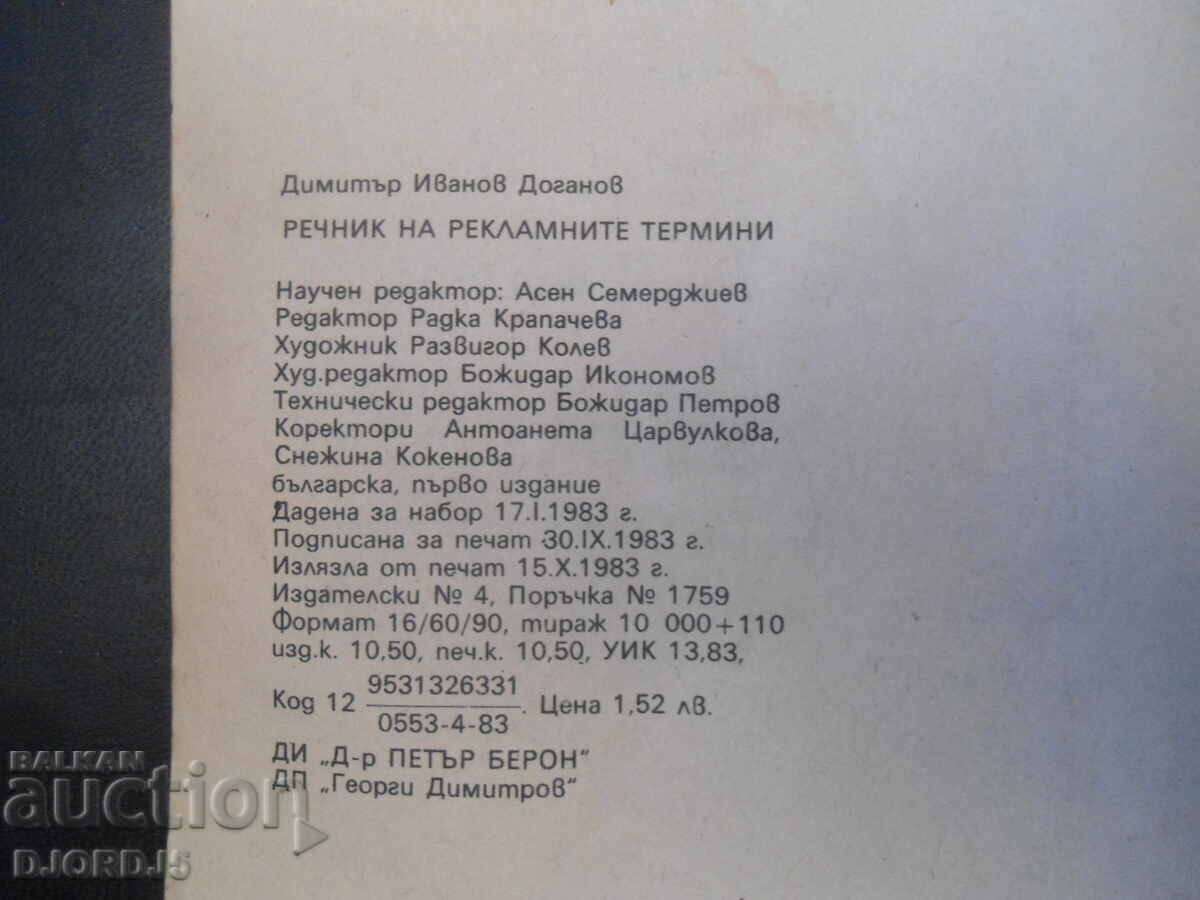 Димитър Иванов Доганов
РЕЧНИК НА РЕКЛАМНИТЕ ТЕРМИНИ
Научен редактор: Асен Семерджиев
Редактор Радка Крапачева
Художник Развигор Колев
Худ.редактор Божидар Икономов
Технически редактор Божидар Петров
Коректори Антоанета Царвулкова,
Снежина Кокенова
българска, първо издание
Дадена за набор 17.I.1983 г.
Подписана за печат 30.IX.1983 г.
Излязла от печат 15.X.1983 г.
Издателски № 4, Поръчка № 1759
Формат 16/60/90, тираж 10 000+110
изд.к. 10,50, печ.к. 10,50, УИК 13,83,
Код 12 9531326331/0553-4-83. Цена 1,52 лв.
ДИ „Д-р ПЕТЪР БЕРОН"
ДП „Георги Димитров"
BALKAN
auction
DJORDJ5